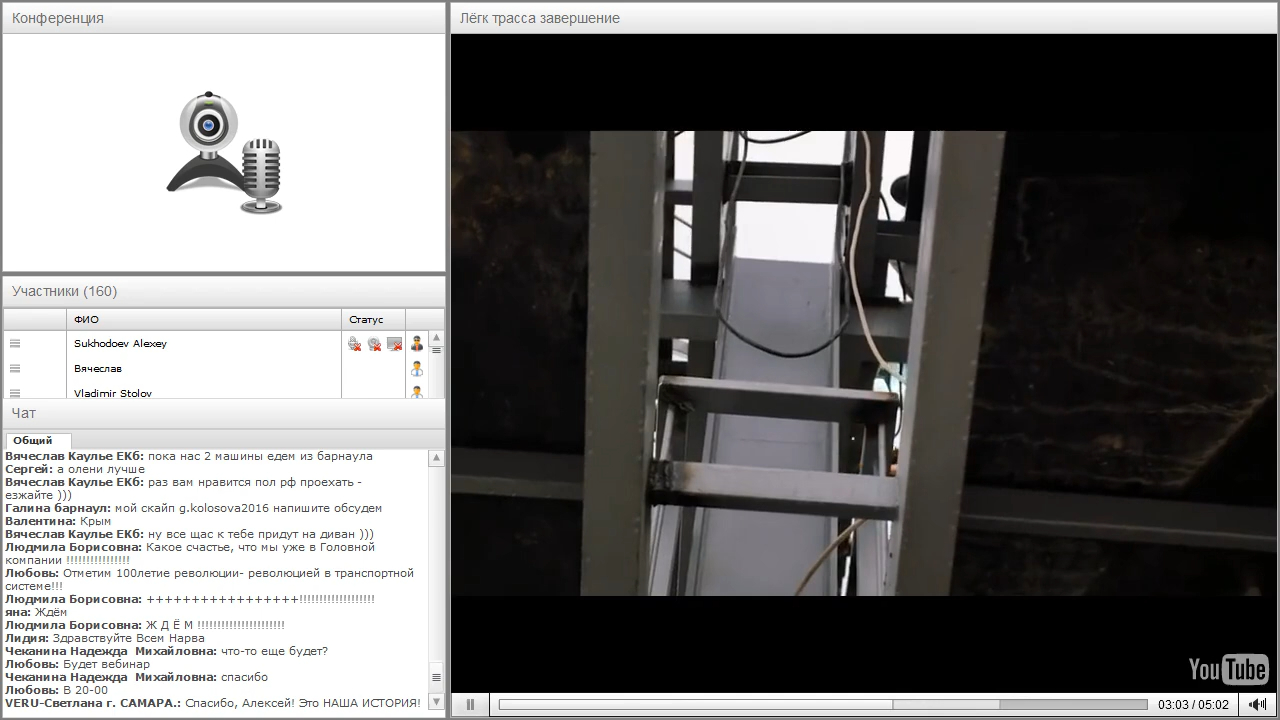 Конференция
Лёгк трасса завершение
Участники (160)
ФИО
Статус
Sukhodoev Alexey
Вячеслав
Vladimir Stolov
Чат
Общий
Вячеслав Каулье ЕКб: пока нас 2 машины едем из барнаула
Сергей: а олени лучше
Вячеслав Каулье ЕКб: раз вам нравится пол рф проехать -
езжайте )))
Галина барнаул: мой скайп g.kolosova2016 напишите обсудем
Валентина: Крым
Вячеслав Каулье ЕКб: ну все щас к тебе придут на диван )))
Людмила Борисовна: Какое счастье, что мы уже в Головной
компании !!!!!!!!!!!!!!!!
Любовь: Отметим 100летие революции- революцией в транспортной
системе!!!
Людмила Борисовна: +++++++++++++++++!!!!!!!!!!!!!!!!!!!
яна: Ждём
Людмила Борисовна: Ж Д Ё М !!!!!!!!!!!!!!!!!!!!!!
Лидия: Здравствуйте Всем Нарва
Чеканина Надежда  Михайловна: что-то еще будет?
Любовь: Будет вебинар
Чеканина Надежда  Михайловна: спасибо
Любовь: В 20-00
VERU-Светлана г. САМАРА.: Спасибо, Алексей! Это НАША ИСТОРИЯ!
YouTube
03:03 / 05:02